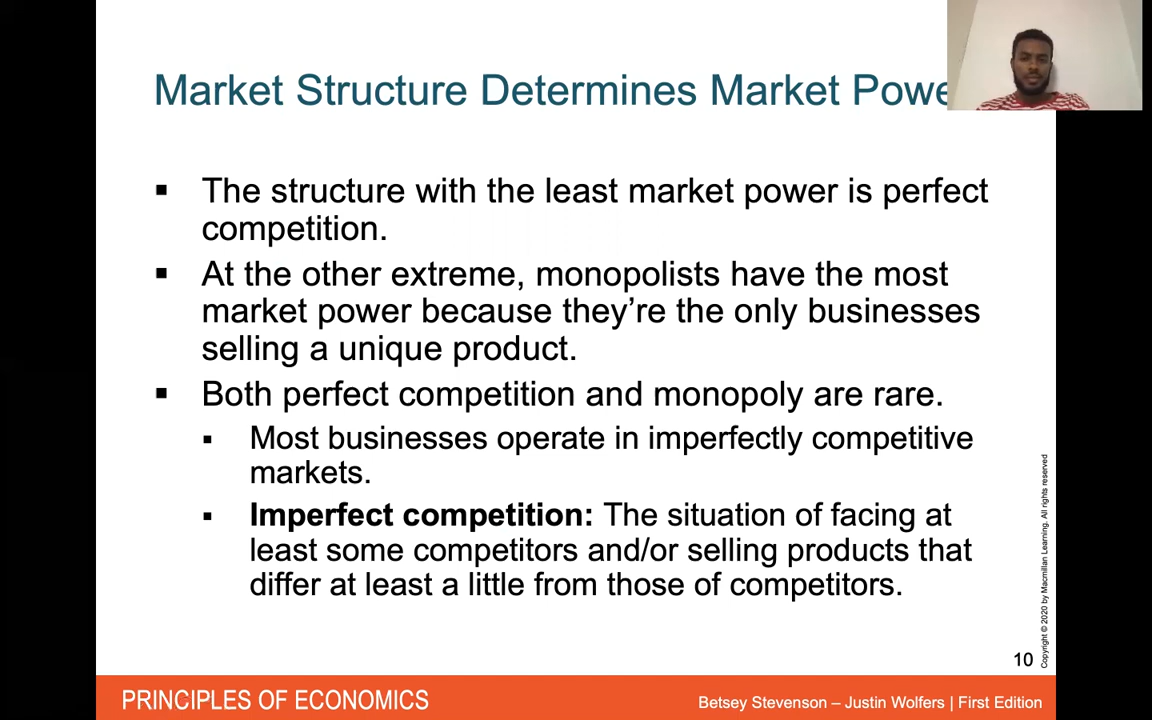 Market Structure Determines Market Powe
▪ The structure with the least market power is perfect
competition.
▪ At the other extreme, monopolists have the most
market power because they’re the only businesses
selling a unique product.
▪ Both perfect competition and monopoly are rare.
▪ Most businesses operate in imperfectly competitive
markets.
▪ Imperfect competition: The situation of facing at
least some competitors and/or selling products that
differ at least a little from those of competitors.
Copyright © 2020 by Macmillan Learning. All rights reserved
10
PRINCIPLES OF ECONOMICS
Betsey Stevenson – Justin Wolfers | First Edition